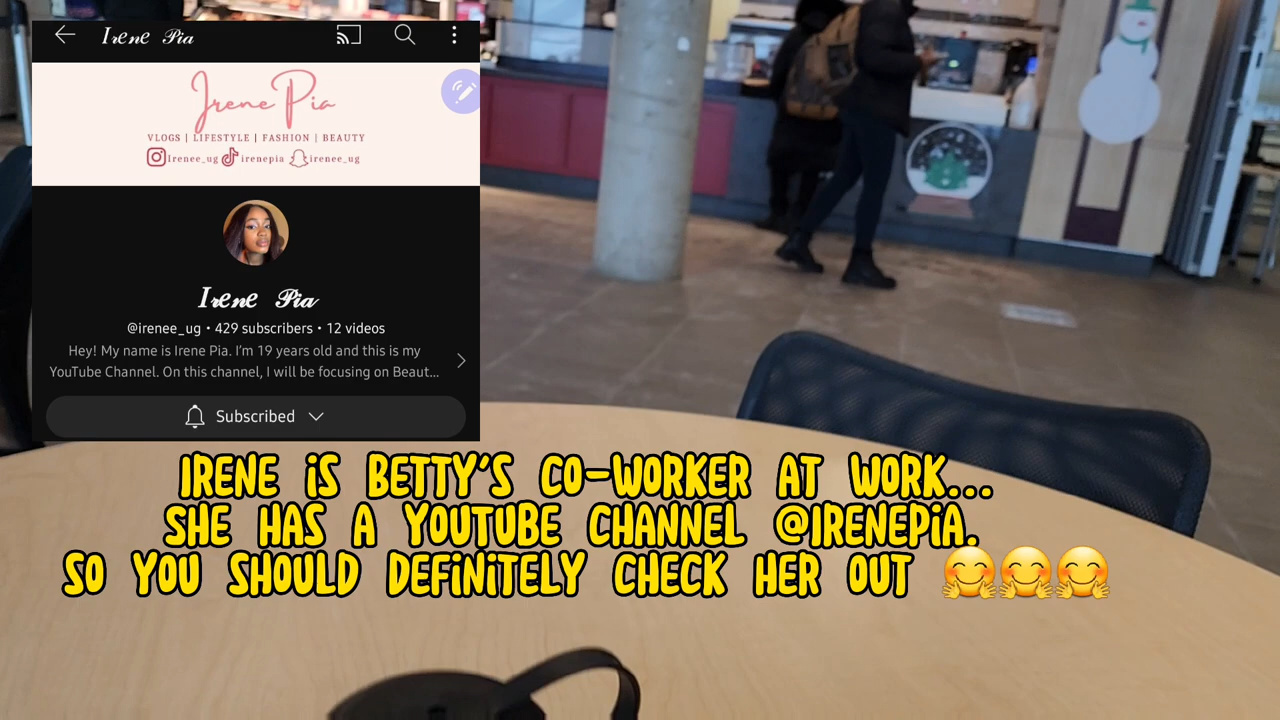 Irene Pia
Irene Pia
VLOGS | LIFESTYLE | FASHION | BEAUTY
Irenee_ug irenepia irenee_ug
Irene Pia
@irenee_ug • 429 subscribers • 12 videos
Hey! My name is Irene Pia. I'm 19 years old and this is my
YouTube Channel. On this channel, I will be focusing on Beaut...
Subscribed
IRENE iS BETTY'S CO-WORKER AT WORK...
SHE HAS A YOUTUBE CHANNEL @IRENEPiA.
SO YOU SHOULD DEFiNiTELY CHECK HER OUT 🤗🤗🤗